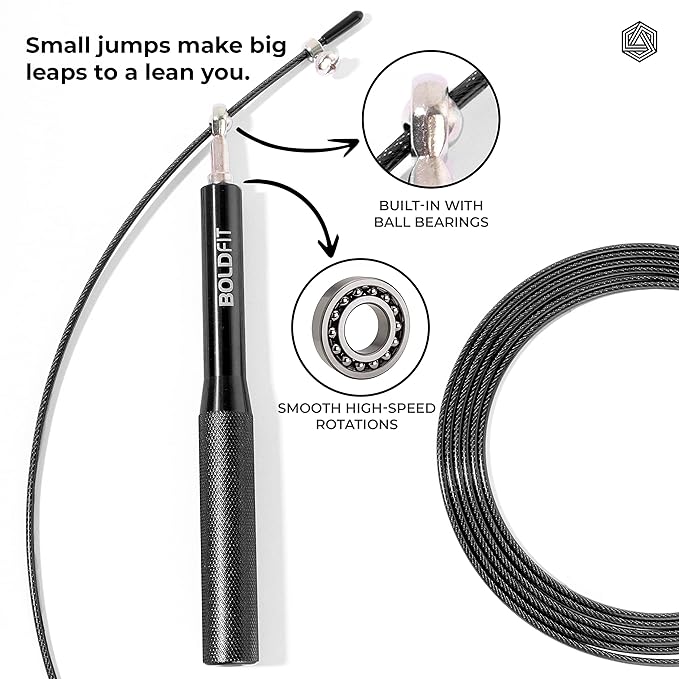 Small jumps make big
leaps to a lean you.
BUILT-IN WITH
BALL BEARINGS
BOLDFIT
SMOOTH HIGH-SPEED
ROTATIONS